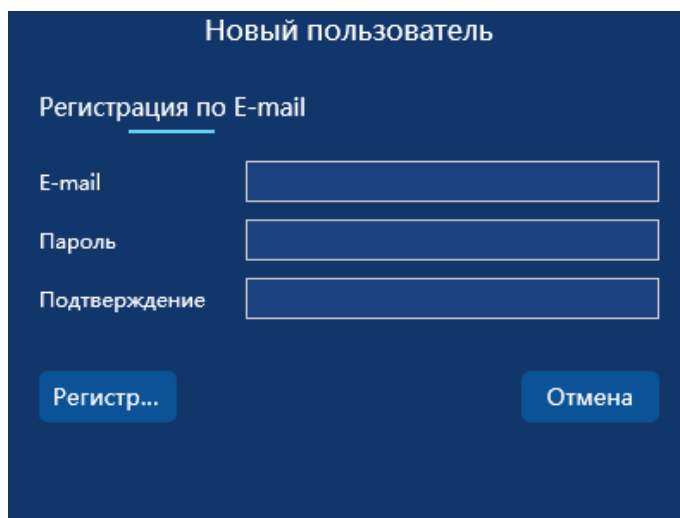 Новый пользователь
Регистрация по E-mail
E-mail
Пароль
Подтверждение
Регистр...
Отмена